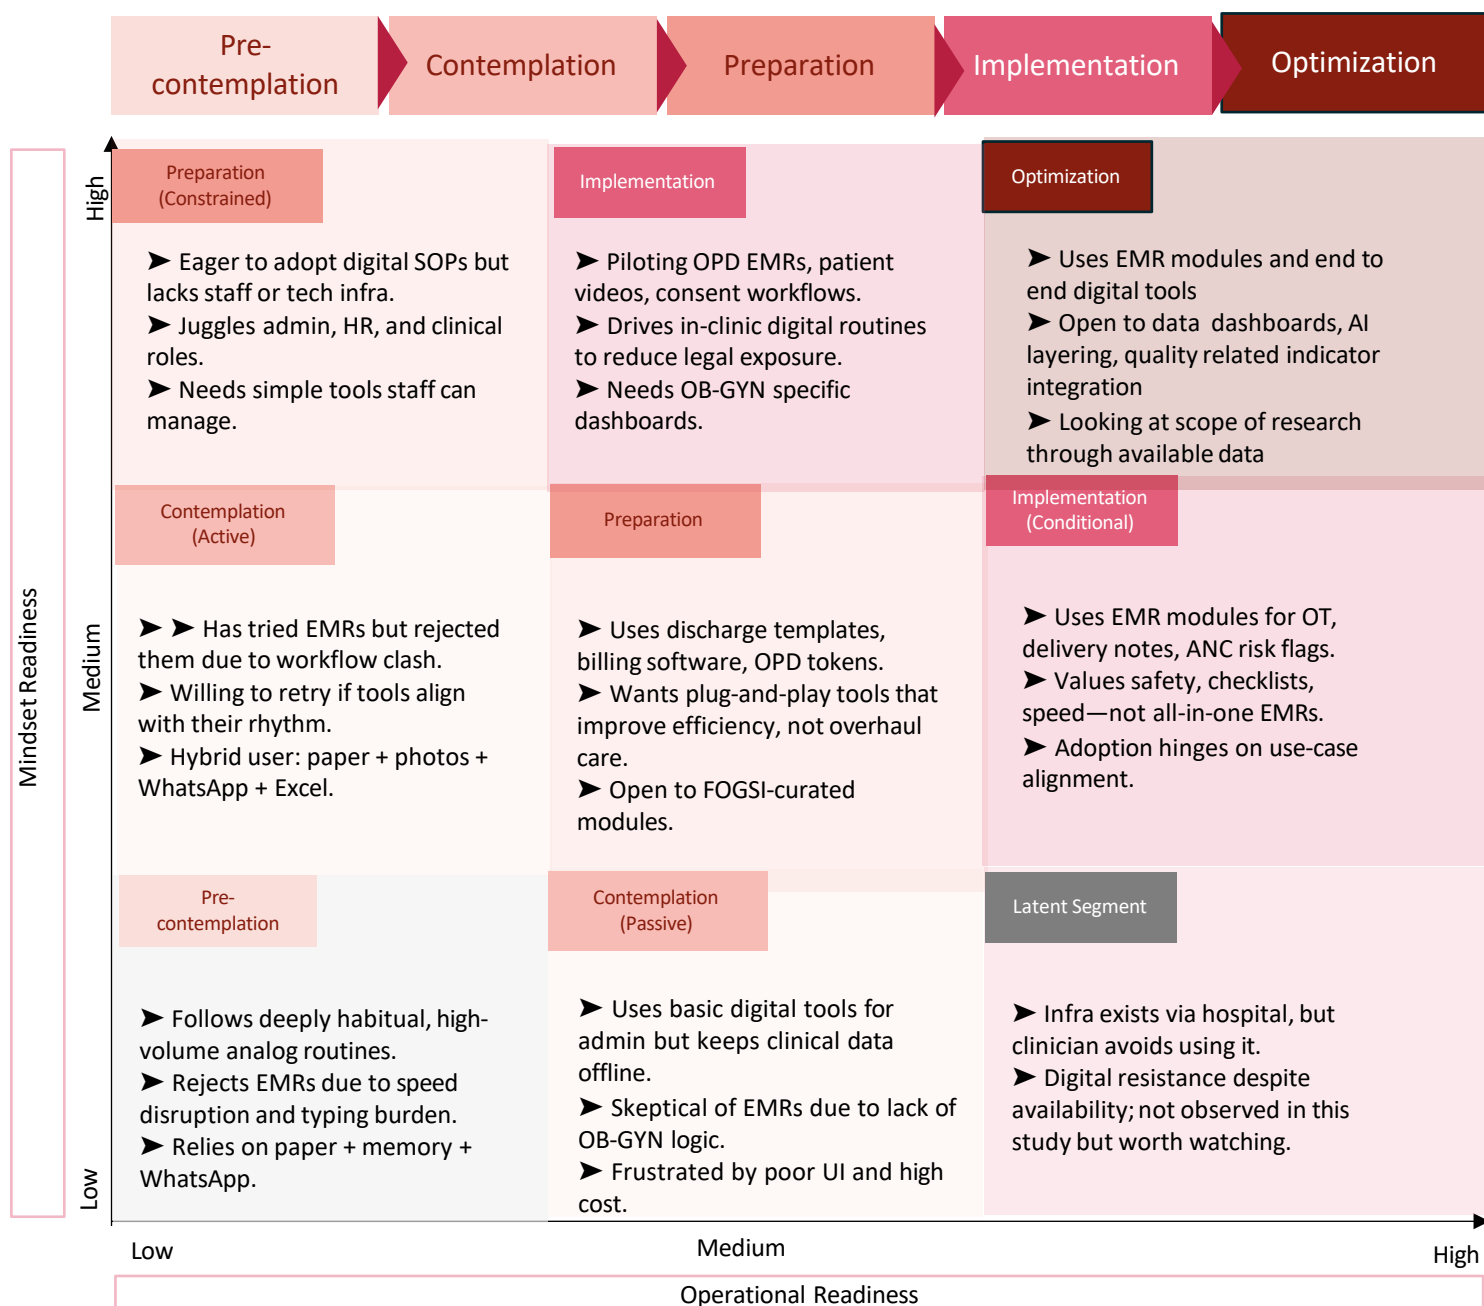 Pre-
contemplation
Contemplation
Preparation
Implementation
Optimization
Mindset Readiness
High
Medium
Low
Preparation
(Constrained)
➤ Eager to adopt digital SOPs but
lacks staff or tech infra.
➤ Juggles admin, HR, and clinical
roles.
➤ Needs simple tools staff can
manage.
Implementation
➤ Piloting OPD EMRs, patient
videos, consent workflows.
➤ Drives in-clinic digital routines
to reduce legal exposure.
➤ Needs OB-GYN specific
dashboards.
Optimization
➤ Uses EMR modules and end to
end digital tools
➤ Open to data dashboards, AI
layering, quality related indicator
integration
➤ Looking at scope of research
through available data
Contemplation
(Active)
➤ ➤ Has tried EMRs but rejected
them due to workflow clash.
➤ Willing to retry if tools align
with their rhythm.
➤ Hybrid user: paper + photos +
WhatsApp + Excel.
Preparation
➤ Uses discharge templates,
billing software, OPD tokens.
➤ Wants plug-and-play tools that
improve efficiency, not overhaul
care.
➤ Open to FOGSI-curated
modules.
Implementation
(Conditional)
➤ Uses EMR modules for OT,
delivery notes, ANC risk flags.
➤ Values safety, checklists,
speed—not all-in-one EMRs.
➤ Adoption hinges on use-case
alignment.
Pre-
contemplation
➤ Follows deeply habitual, high-
volume analog routines.
➤ Rejects EMRs due to speed
disruption and typing burden.
➤ Relies on paper + memory +
WhatsApp.
Contemplation
(Passive)
➤ Uses basic digital tools for
admin but keeps clinical data
offline.
➤ Skeptical of EMRs due to lack of
OB-GYN logic.
➤ Frustrated by poor UI and high
cost.
Latent Segment
➤ Infra exists via hospital, but
clinician avoids using it.
➤ Digital resistance despite
availability; not observed in this
study but worth watching.
Low
Medium
High
Operational Readiness